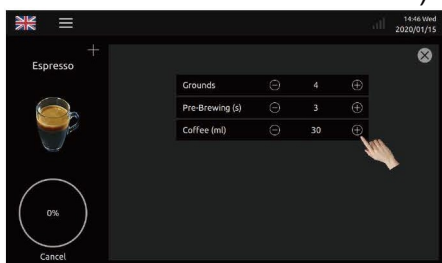 14:46 Wed
2020/01/15
Espresso
Grounds 4
Pre-Brewing (s) 3
Coffee (ml) 30
0%
Cancel